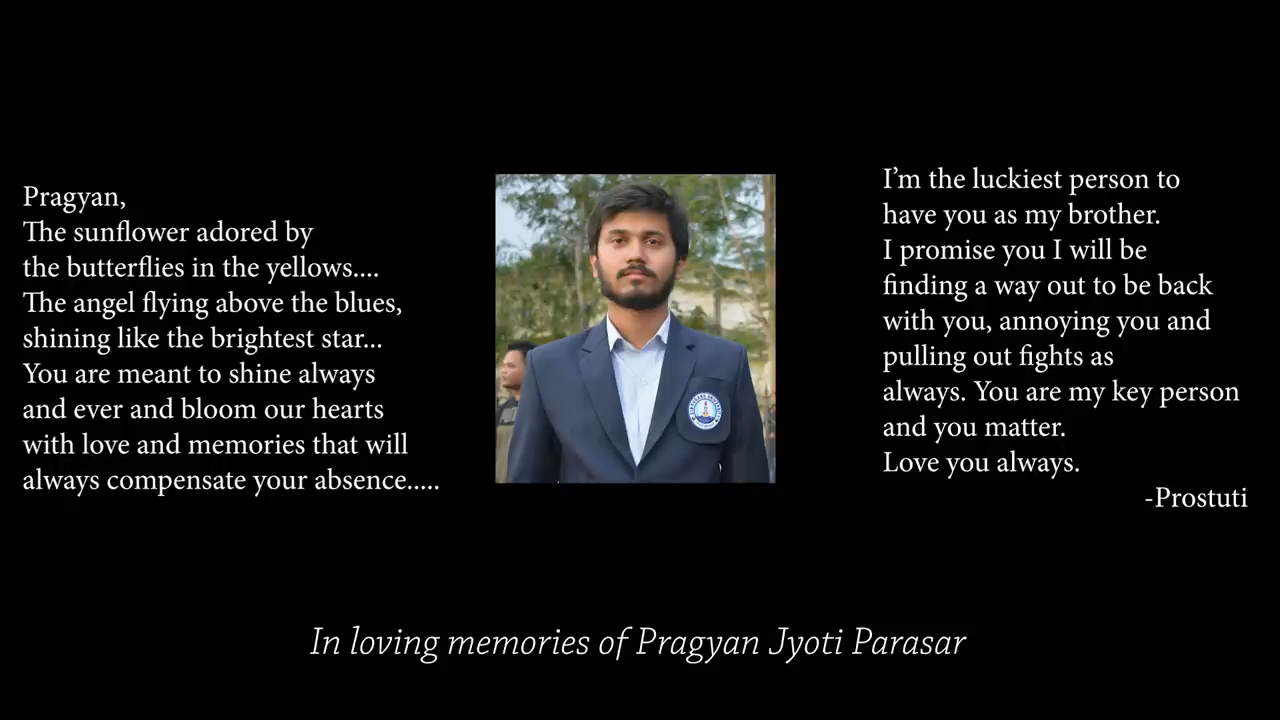 Pragyan,
The sunflower adored by
the butterflies in the yellows....
The angel flying above the blues,
shining like the brightest star...
You are meant to shine always
and ever and bloom our hearts
with love and memories that will
always compensate your absence.....
I'm the luckiest person to
have you as my brother.
I promise you I will be
finding a way out to be back
with you, annoying you and
pulling out fights as
always. You are my key person
and you matter.
Love you always.
-Prostuti
In loving memories of Pragyan Jyoti Parasar